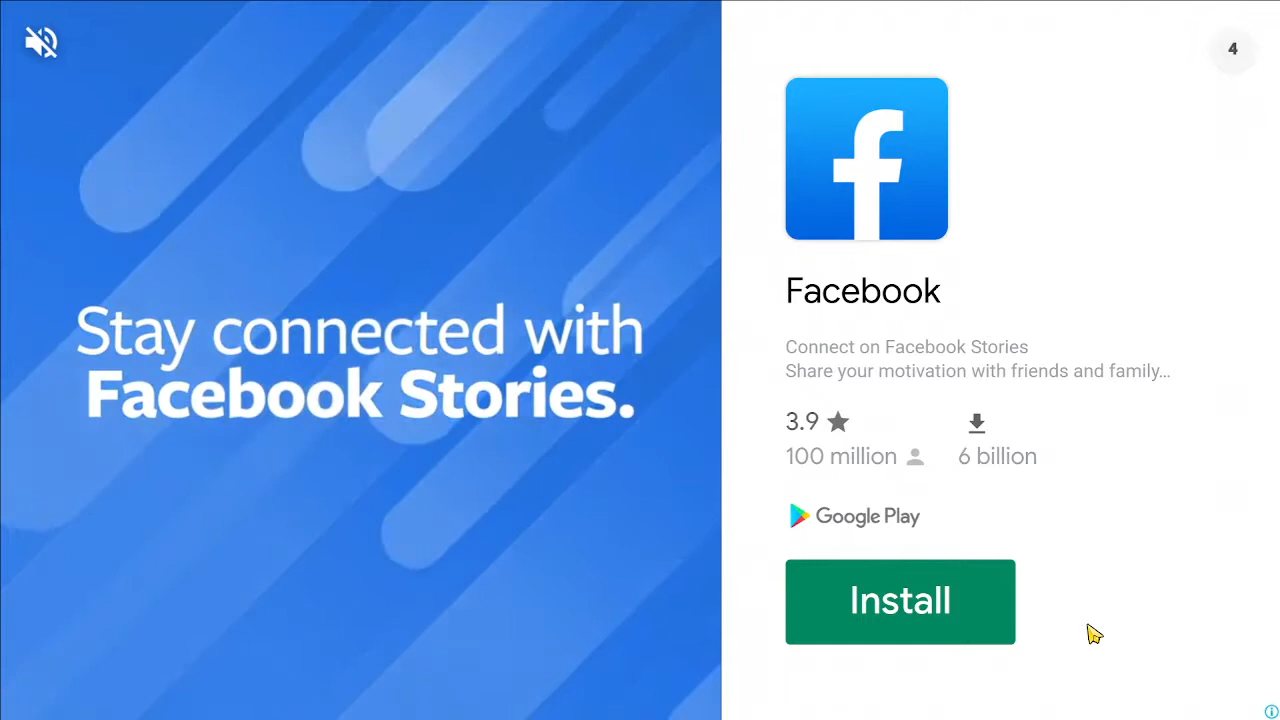 Stay connected with
Facebook Stories.
4
Facebook
Connect on Facebook Stories
Share your motivation with friends and family...
3.9
100 million
6 billion
Google Play
Install